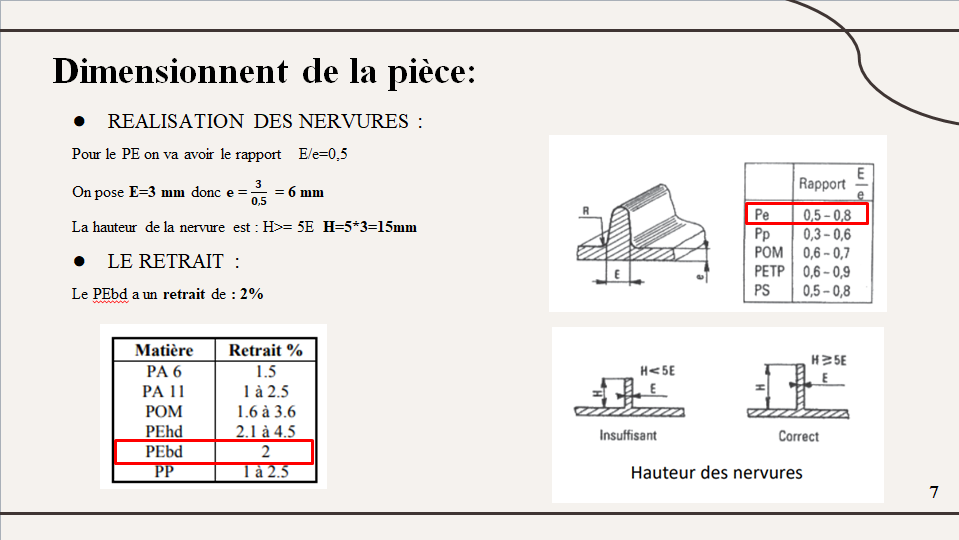 Dimensionnent de la pièce:
● REALISATION DES NERVURES :
Pour le PE on va avoir le rapport E/e=0,5
On pose E=3 mm donc e = 3/0,5 = 6 mm
La hauteur de la nervure est : H>= 5E H=5*3=15mm
● LE RETRAIT :
Le PEbd a un retrait de : 2%
Matière Retrait %
PA 6 1.5
PA 11 1 à 2.5
POM 1.6 à 3.6
PEhd 2.1 à 4.5
PEbd 2
PP 1 à 2.5
R
E
e
Rapport E/e
Pe 0,5 – 0,8
Pp 0,3 – 0,6
POM 0,6 – 0,7
PETP 0,6 – 0,9
PS 0,5 – 0,8
H<5E
E
H
Insuffisant
H≥5E
E
H
Correct
Hauteur des nervures
7